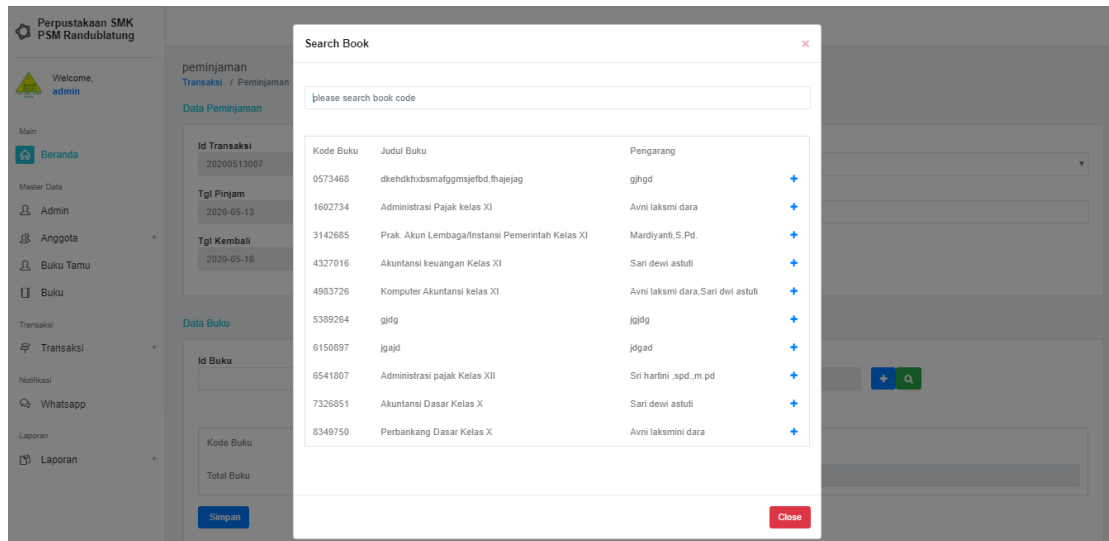 Perpustakaan SMK
PSM Randublatung
Welcome,
admin
Main
Beranda
Master Data
Admin
Anggota +
Buku Tamu
Buku
Transaksi
Transaksi +
Notifikasi
Whatsapp
Laporan
Laporan +
peminjaman
Transaksi / Peminjaman
Data Peminjaman
Id Transaksi
20200513007
Tgl Pinjam
2020-05-13
Tgl Kembali
2020-05-16
Data Buku
Id Buku
Kode Buku
Total Buku
Simpan
Search Book ×
please search book code
Kode Buku Judul Buku Pengarang
0573468 dkehdkhxbsmafggmsjefbd,fhajejag gjhgd +
1602734 Administrasi Pajak kelas XI Avni laksmi dara +
3142685 Prak. Akun Lembaga/Instansi Pemerintah Kelas XI Mardiyanti,S.Pd. +
4327016 Akuntansi keuangan Kelas XI Sari dewi astuti +
4983726 Komputer Akuntansi kelas XI Avni laksmi dara,Sari dwi astuti +
5389264 gjdg jgjdg +
6150897 jgajd jdgad +
6541807 Administrasi pajak Kelas XII Sri hartini ,spd.,m.pd +
7326851 Akuntansi Dasar Kelas X Sari dewi astuti +
8349750 Perbankang Dasar Kelas X Avni laksmini dara +
Close